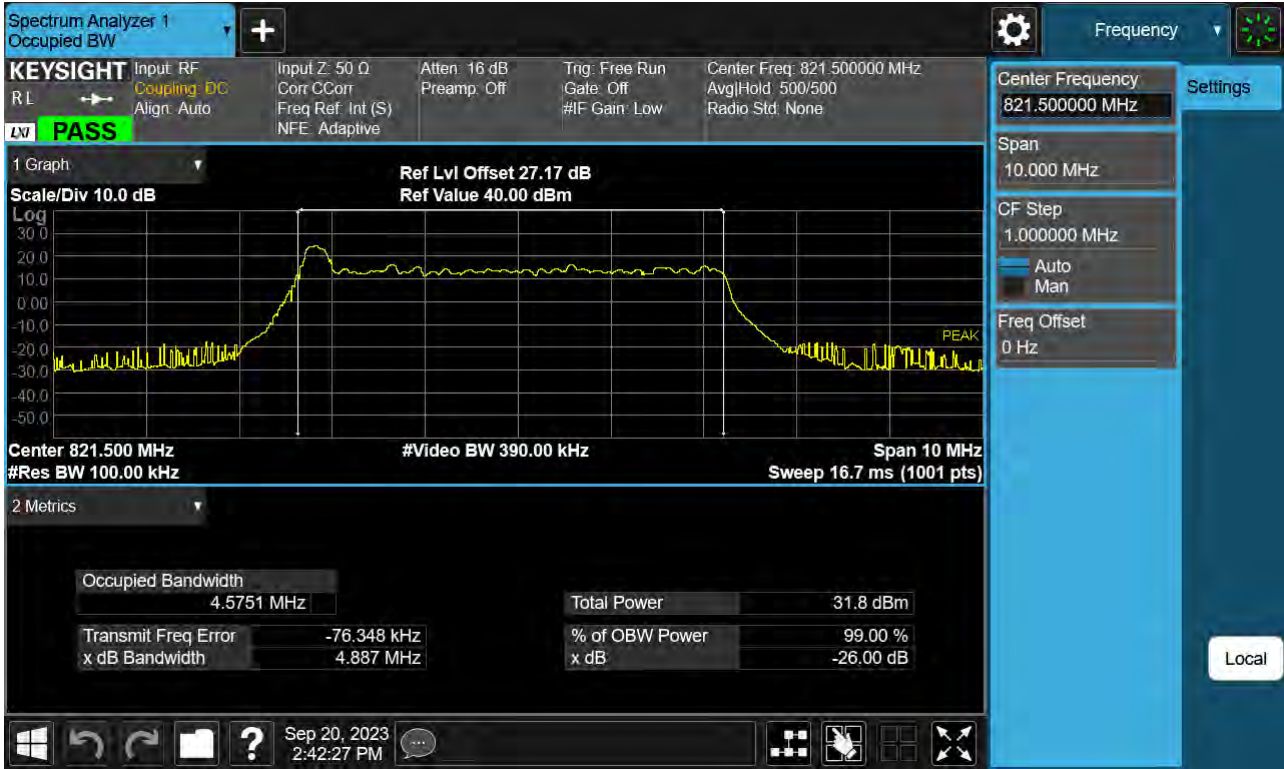 Spectrum Analyzer 1
Occupied BW
Frequency
KEYSIGHT
RL
LXI PASS
Input: RF
Coupling: DC
Align: Auto
Input Z: 50 Ω
Corr CCorr
Freq Ref: Int (S)
NFE: Adaptive
Atten: 16 dB
Preamp: Off
Trig: Free Run
Gate: Off
#IF Gain: Low
Center Freq: 821.500000 MHz
Avg|Hold: 500/500
Radio Std: None
1 Graph
Scale/Div 10.0 dB
Ref Lvl Offset 27.17 dB
Ref Value 40.00 dBm
Log
30.0
20.0
10.0
0.00
-10.0
-20.0
-30.0
-40.0
-50.0
PEAK
Center 821.500 MHz
#Video BW 390.00 kHz
Span 10 MHz
#Res BW 100.00 kHz
Sweep 16.7 ms (1001 pts)
2 Metrics
Occupied Bandwidth
4.5751 MHz
Total Power 31.8 dBm
Transmit Freq Error -76.348 kHz
% of OBW Power 99.00 %
x dB Bandwidth 4.887 MHz
x dB -26.00 dB
Center Frequency
821.500000 MHz
Settings
Span
10.000 MHz
CF Step
1.000000 MHz
Auto
Man
Freq Offset
0 Hz
Local
?
Sep 20, 2023
2:42:27 PM